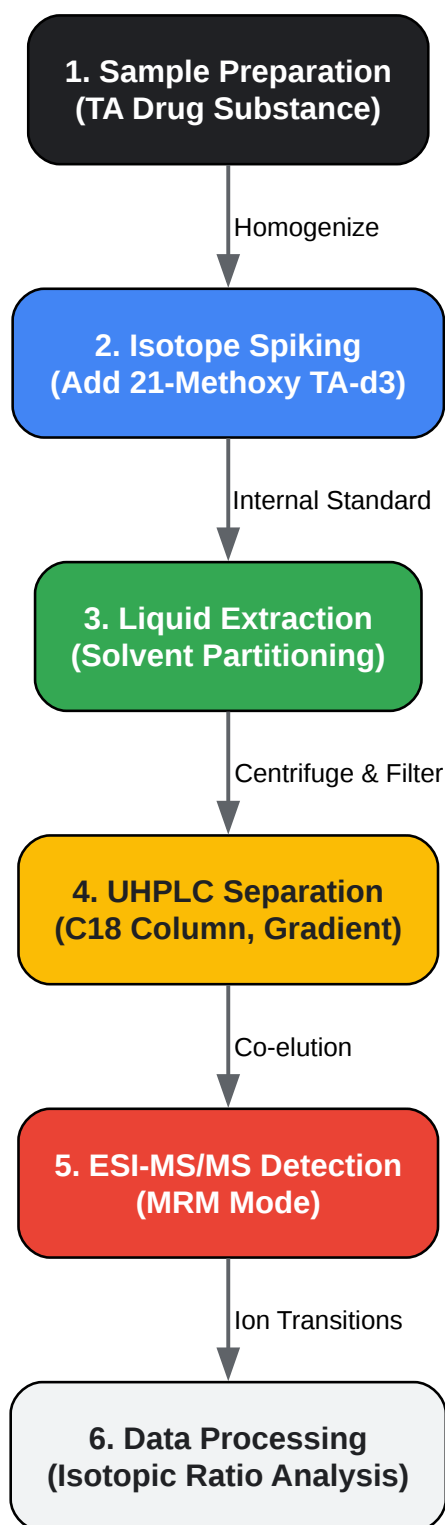 1. Sample Preparation
(TA Drug Substance)
Homogenize
2. Isotope Spiking
(Add 21-Methoxy TA-d3)
Internal Standard
3. Liquid Extraction
(Solvent Partitioning)
Centrifuge & Filter
4. UHPLC Separation
(C18 Column, Gradient)
Co-elution
5. ESI-MS/MS Detection
(MRM Mode)
Ion Transitions
6. Data Processing
(Isotopic Ratio Analysis)